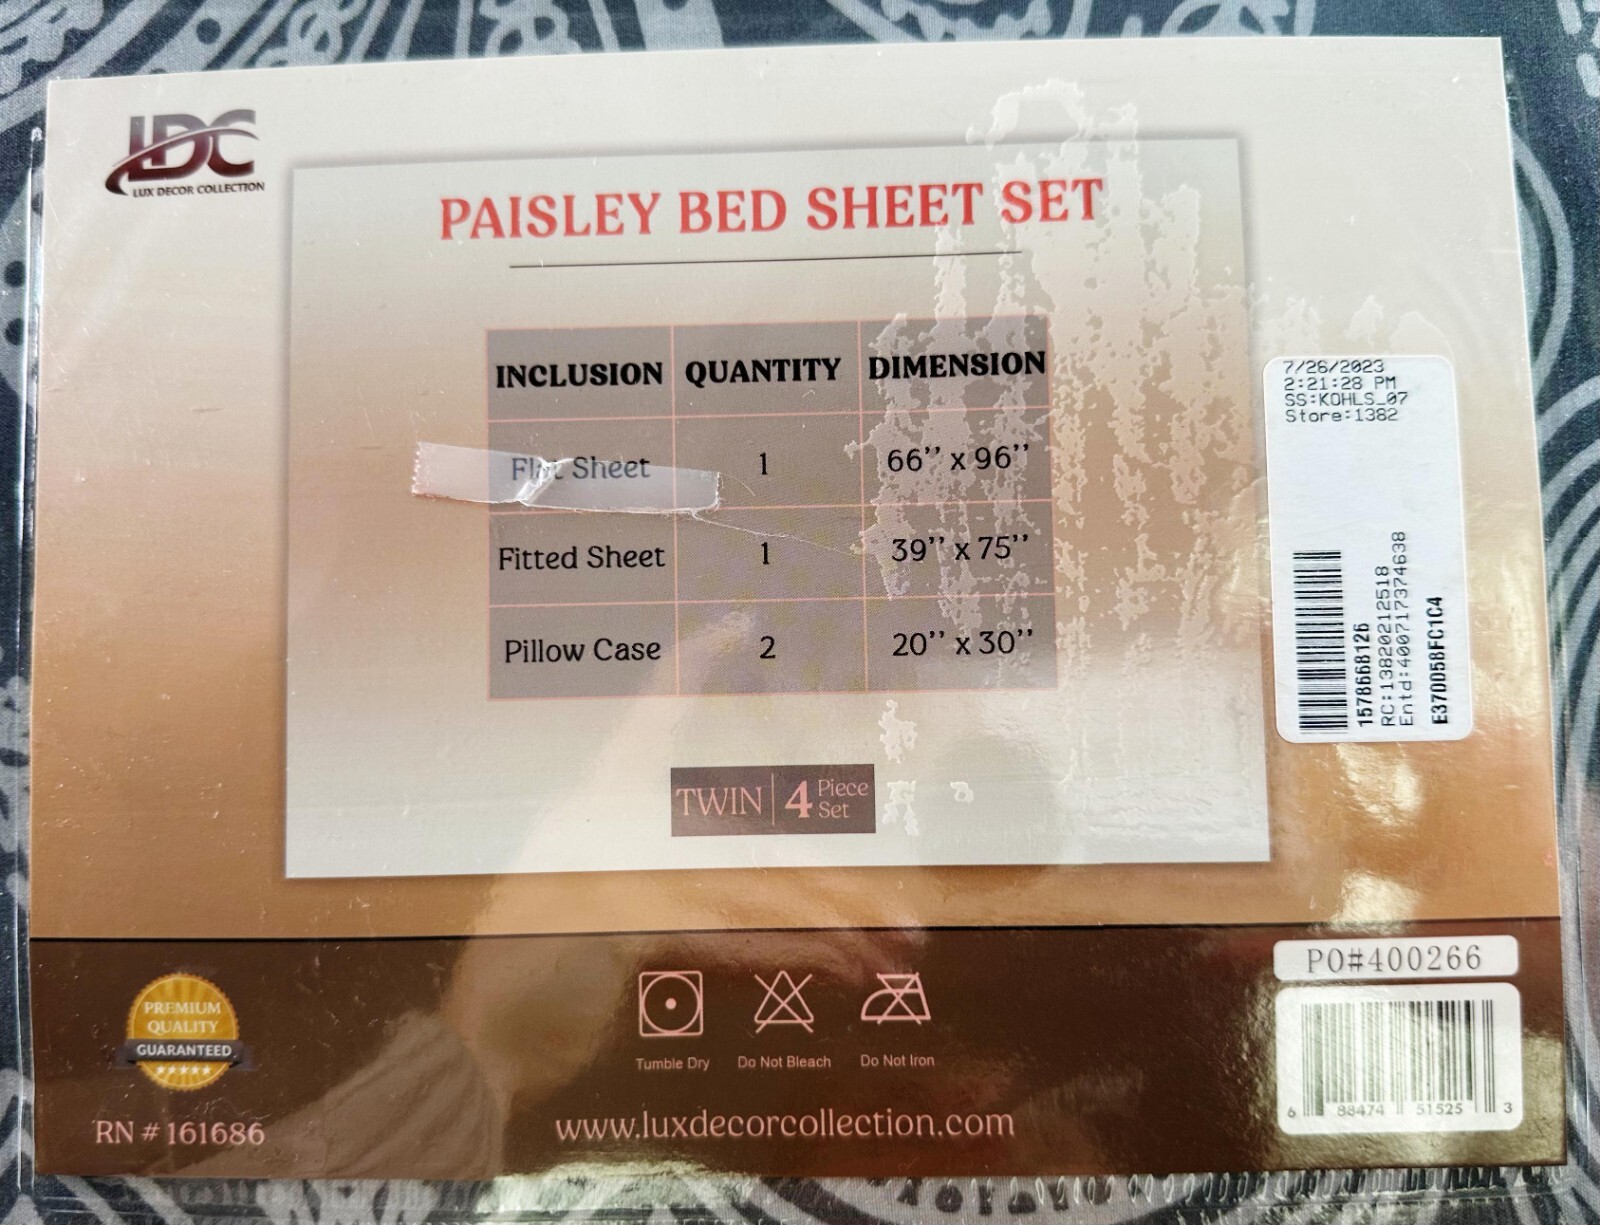 LDC
LUX DECOR COLLECTION
PAISLEY BED SHEET SET
INCLUSION QUANTITY DIMENSION
Flat Sheet 1 66’’ x 96’’
Fitted Sheet 1 39’’ x 75’’
Pillow Case 2 20’’ x 30’’
TWIN 4 Piece Set
7/26/2023
2:21:28 PM
SS:KOHLS_07
Store:1382
1578668126
RC:13820212518
Entd:400717374638
E370058FC1C4
PO#400266
6 88474 51525 3
PREMIUM
QUALITY
GUARANTEED
RN # 161686
Tumble Dry Do Not Bleach Do Not Iron
www.luxdecorcollection.com